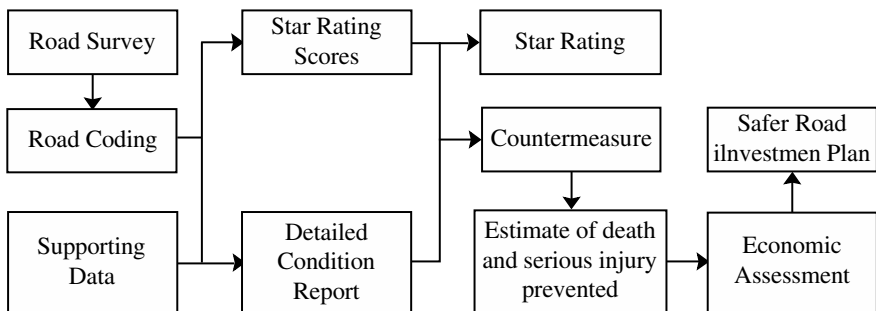 Road Survey
Road Coding
Supporting
Data
Star Rating
Scores
Detailed
Condition
Report
Star Rating
Countermeasure
Estimate of death
and serious injury
prevented
Economic
Assessment
Safer Road
ilnvestmen Plan